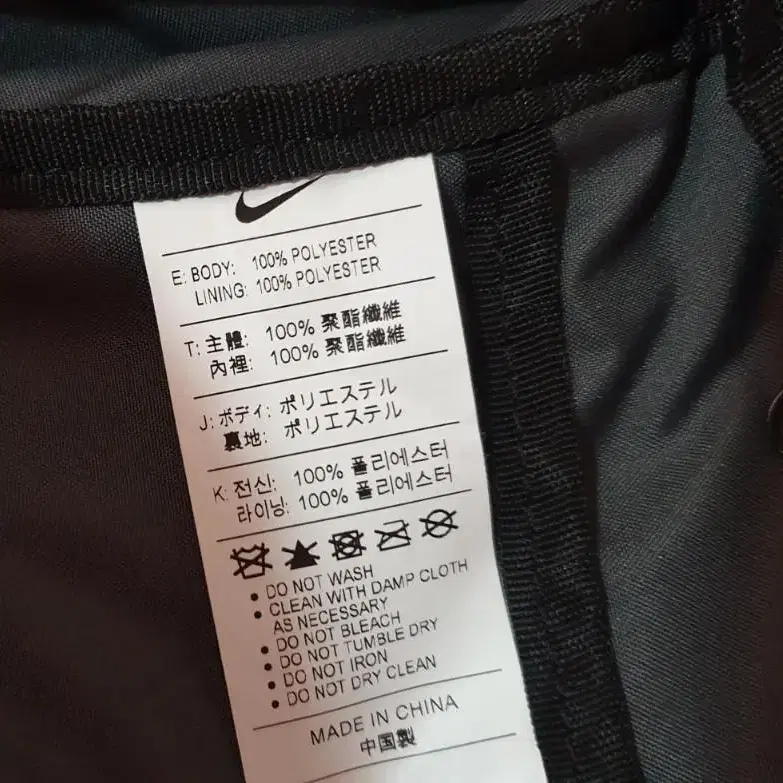 E: BODY: 100% POLYESTER
LINING: 100% POLYESTER
T: 主體: 100% 聚酯纖維
內裡: 100% 聚酯纖維
J: ボディ: ポリエステル
裏地: ポリエステル
K: 전신: 100% 폴리에스터
라이닝: 100% 폴리에스터
• DO NOT WASH
• CLEAN WITH DAMP CLOTH
AS NECESSARY
• DO NOT BLEACH
• DO NOT TUMBLE DRY
• DO NOT IRON
• DO NOT DRY CLEAN
MADE IN CHINA
中国製